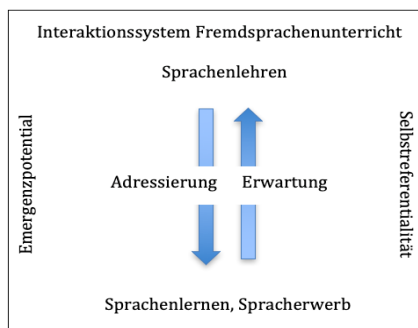 Interaktionssystem Fremdsprachenunterricht
Sprachenlehren
Emergenzpotential
Adressierung
Erwartung
Selbstreferentialität
Sprachenlernen, Spracherwerb